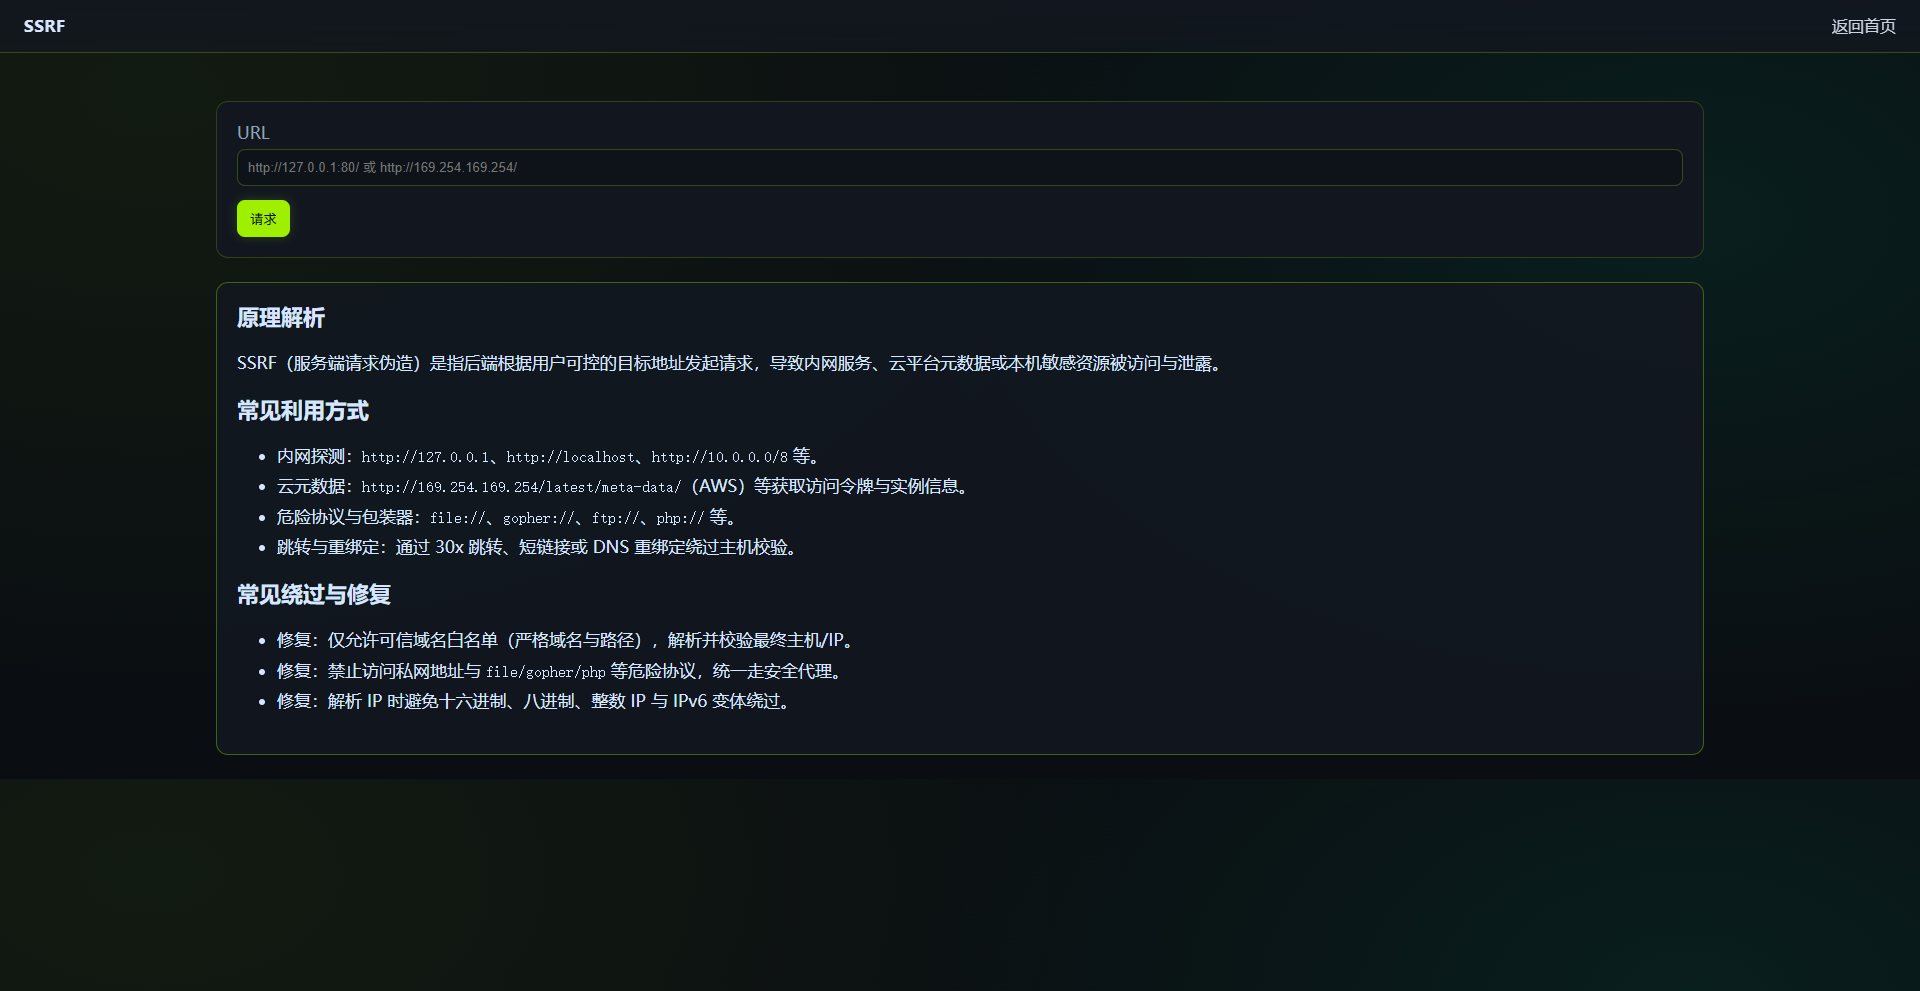 SSRF
返回首页
URL
http://127.0.0.1:80/ 或 http://169.254.169.254/
请求
原理解析
SSRF（服务端请求伪造）是指后端根据用户可控的目标地址发起请求，导致内网服务、云平台元数据或本机敏感资源被访问与泄露。
常见利用方式
• 内网探测：http://127.0.0.1、http://localhost、http://10.0.0.0/8 等。
• 云元数据：http://169.254.169.254/latest/meta-data/（AWS）等获取访问令牌与实例信息。
• 危险协议与包装器：file://、gopher://、ftp://、php:// 等。
• 跳转与重绑定：通过 30x 跳转、短链接或 DNS 重绑定绕过主机校验。
常见绕过与修复
• 修复：仅允许可信域名白名单（严格域名与路径），解析并校验最终主机/IP。
• 修复：禁止访问私网地址与 file/gopher/php 等危险协议，统一走安全代理。
• 修复：解析 IP 时避免十六进制、八进制、整数 IP 与 IPv6 变体绕过。